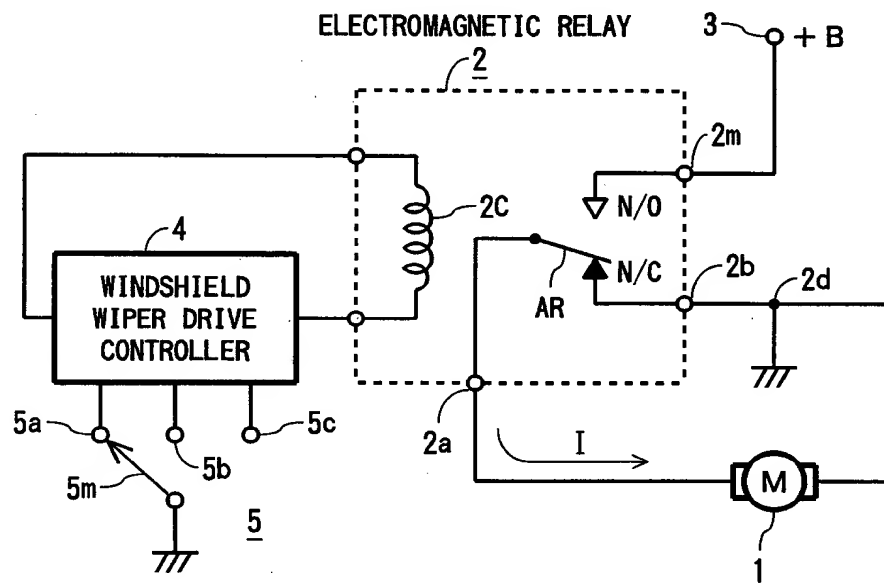 ELECTROMAGNETIC RELAY
3
+ B
2
2m
2C
N/O
4
N/C
2b
2d
AR
WINDSHIELD
WIPER DRIVE
CONTROLLER
5a
5b
5c
2a
I
5m
M
5
1